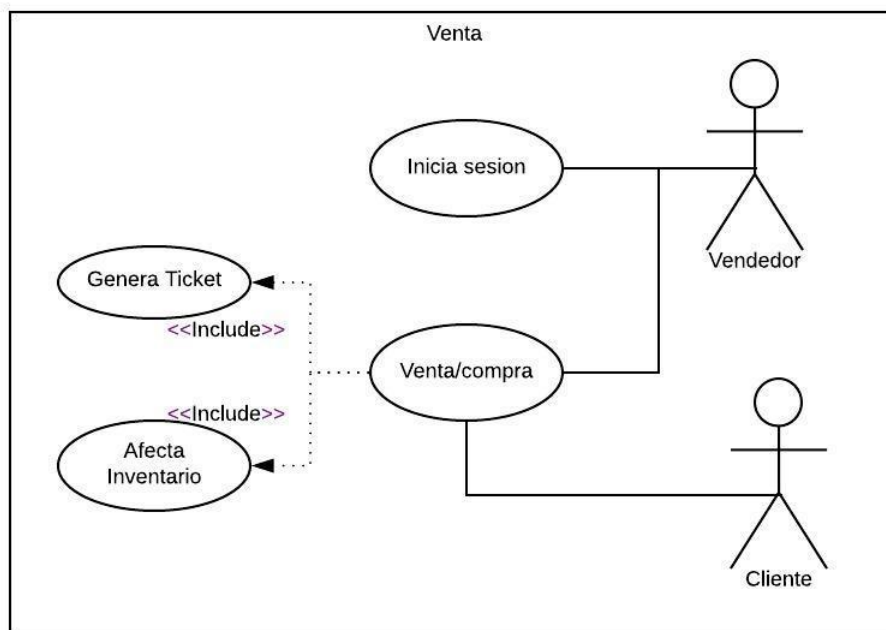 Venta
Inicia sesion
Vendedor
Genera Ticket
<<Include>>
Venta/compra
<<Include>>
Afecta
Inventario
Cliente